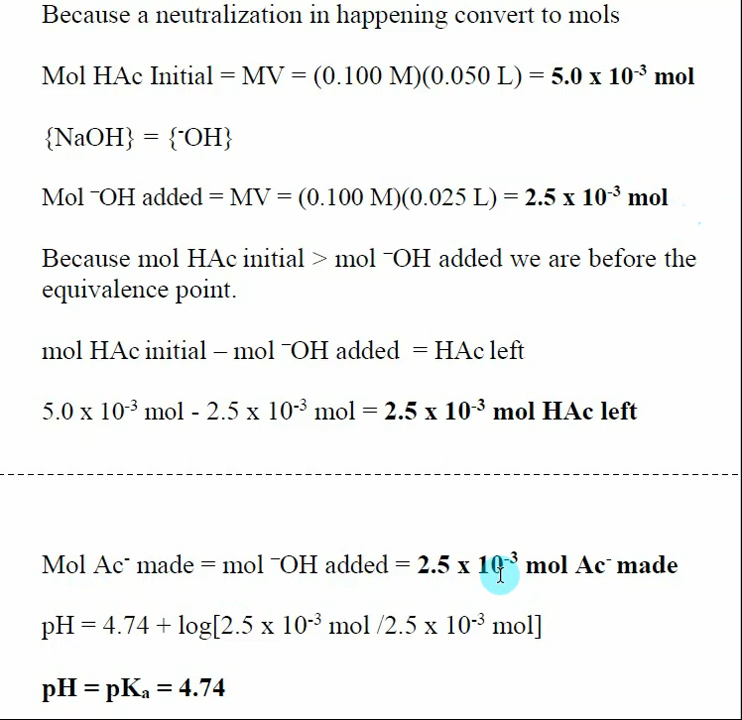 Because a neutralization in happening convert to mols
Mol HAc Initial = MV = (0.100 M)(0.050 L) = 5.0 x 10⁻³ mol
{NaOH} = {⁻OH}
Mol ⁻OH added = MV = (0.100 M)(0.025 L) = 2.5 x 10⁻³ mol
Because mol HAc initial > mol ⁻OH added we are before the
equivalence point.
mol HAc initial – mol ⁻OH added = HAc left
5.0 x 10⁻³ mol - 2.5 x 10⁻³ mol = 2.5 x 10⁻³ mol HAc left
Mol Ac⁻ made = mol ⁻OH added = 2.5 x 10⁻³ mol Ac⁻ made
pH = 4.74 + log[2.5 x 10⁻³ mol /2.5 x 10⁻³ mol]
pH = pKₐ = 4.74